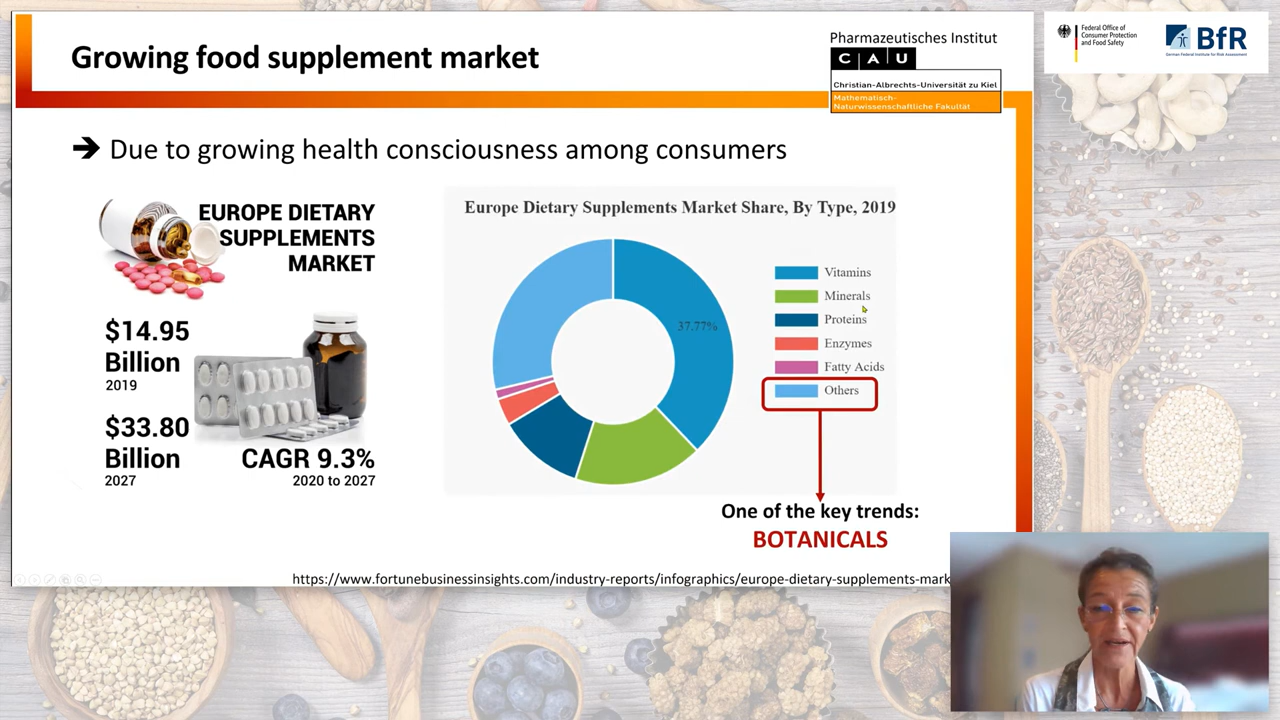 Growing food supplement market
Pharmazeutisches Institut
CAU
Christian-Albrechts-Universität zu Kiel
Mathematisch-
Naturwissenschaftliche Fakultät
Federal Office of
Consumer Protection
and Food Safety
BfR
German Federal Institute for Risk Assessment
➔ Due to growing health consciousness among consumers
EUROPE DIETARY
SUPPLEMENTS
MARKET
$14.95
Billion
2019
$33.80
Billion
2027
CAGR 9.3%
2020 to 2027
Europe Dietary Supplements Market Share, By Type, 2019
37.77%
Vitamins
Minerals
Proteins
Enzymes
Fatty Acids
Others
One of the key trends:
BOTANICALS
https://www.fortunebusinessinsights.com/industry-reports/infographics/europe-dietary-supplements-mark